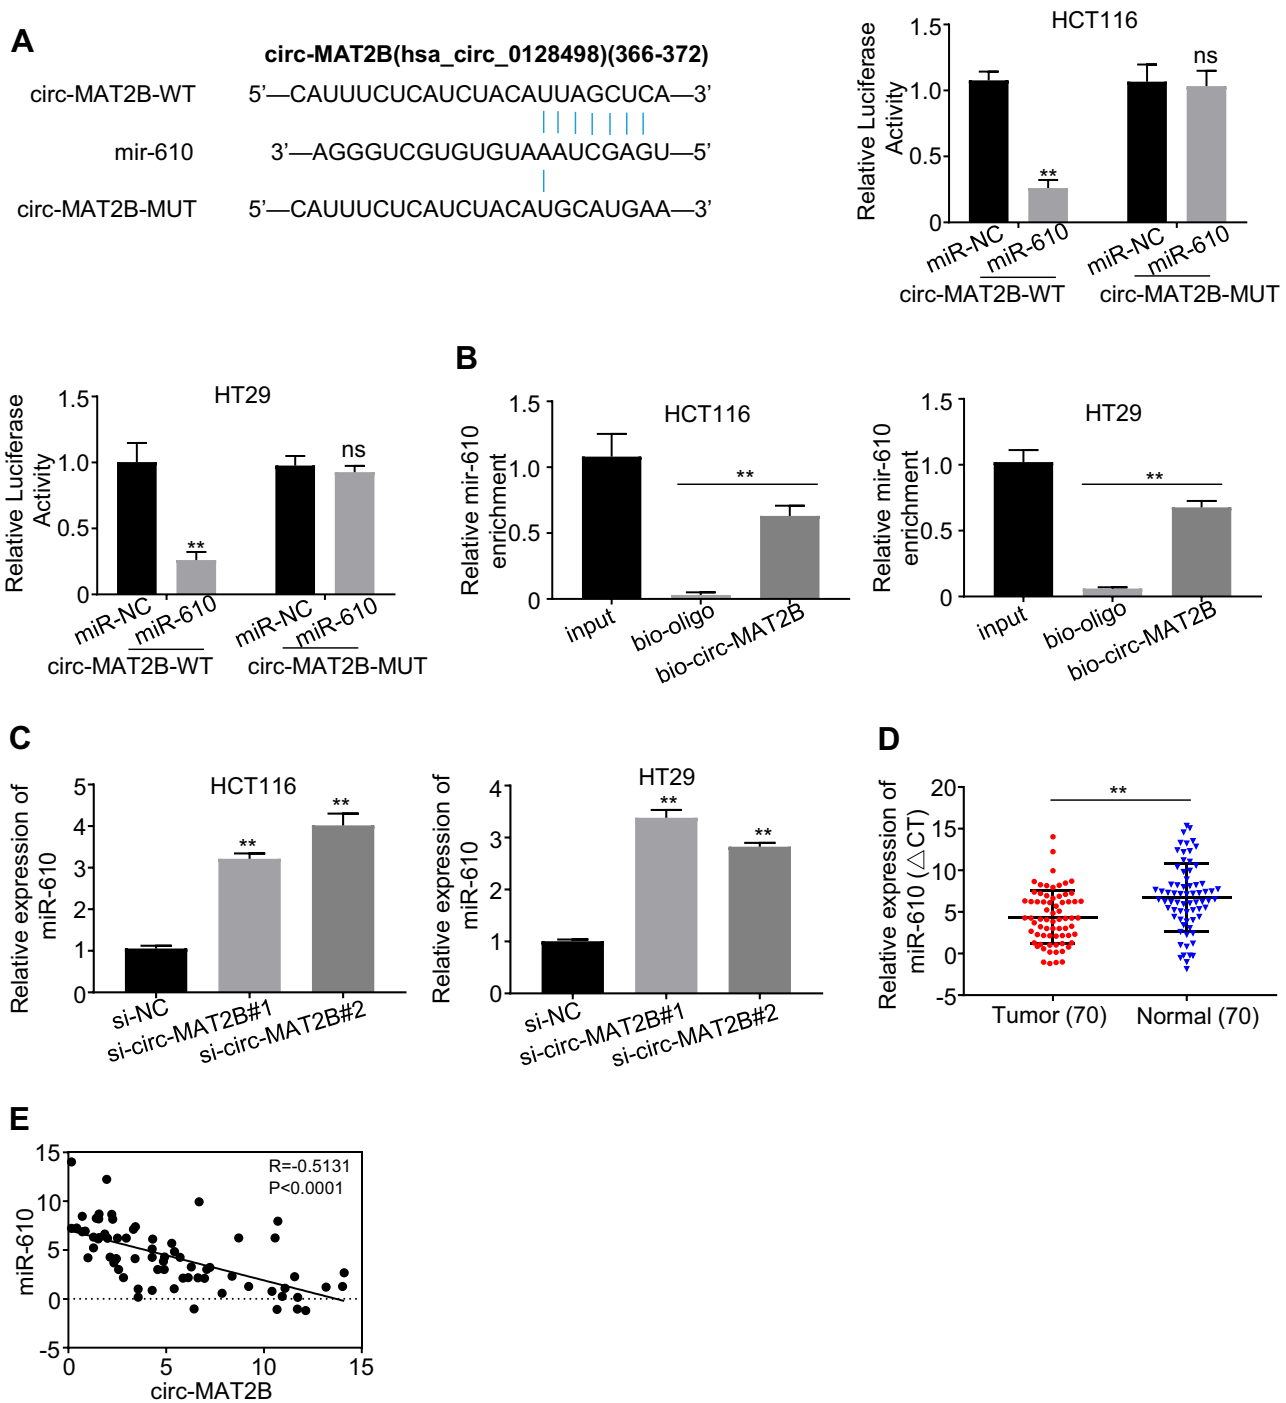 A
circ-MAT2B(hsa_circ_0128498)(366-372)
circ-MAT2B-WT 5’—CAUUUCUCAUCUACAUUAGCUCA—3’
mir-610 3’—AGGGUCGUGUGUAAAUCGAGU—5’
circ-MAT2B-MUT 5’—CAUUUCUCAUCUACAUGCAUGAA—3’
HCT116
Relative Luciferase
Activity
1.5
1.0
0.5
0
**
ns
miR-NC miR-610 miR-NC miR-610
circ-MAT2B-WT circ-MAT2B-MUT
HT29
Relative Luciferase
Activity
1.5
1.0
0.5
0
**
ns
miR-NC miR-610 miR-NC miR-610
circ-MAT2B-WT circ-MAT2B-MUT
B
HCT116
Relative mir-610
enrichment
1.5
1.0
0.5
0
**
input bio-oligo bio-circ-MAT2B
HT29
Relative mir-610
enrichment
1.5
1.0
0.5
0
**
input bio-oligo bio-circ-MAT2B
C
HCT116
Relative expression of
miR-610
5
4
3
2
1
0
**
**
si-NC si-circ-MAT2B#1 si-circ-MAT2B#2
HT29
Relative expression of
miR-610
4
3
2
1
0
**
**
si-NC si-circ-MAT2B#1 si-circ-MAT2B#2
D
Relative expression of
miR-610 (△CT)
20
15
10
5
0
-5
**
Tumor (70) Normal (70)
E
miR-610
15
10
5
0
-5
R=-0.5131
P<0.0001
0 5 10 15
circ-MAT2B